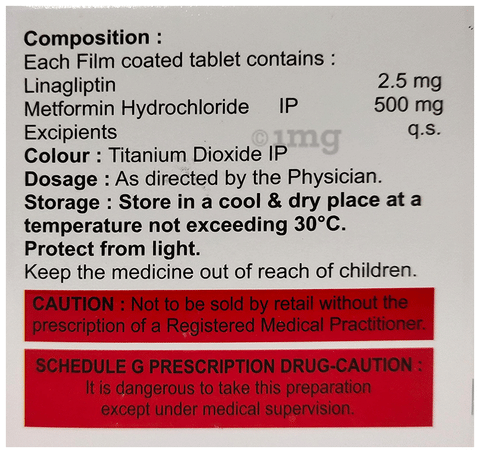 Composition :
Each Film coated tablet contains :
Linagliptin 2.5 mg
Metformin Hydrochloride IP 500 mg
Excipients q.s.
©1mg
Colour : Titanium Dioxide IP
Dosage : As directed by the Physician.
Storage : Store in a cool & dry place at a
temperature not exceeding 30°C.
Protect from light.
Keep the medicine out of reach of children.
CAUTION : Not to be sold by retail without the
prescription of a Registered Medical Practitioner.
SCHEDULE G PRESCRIPTION DRUG-CAUTION :
It is dangerous to take this preparation
except under medical supervision.